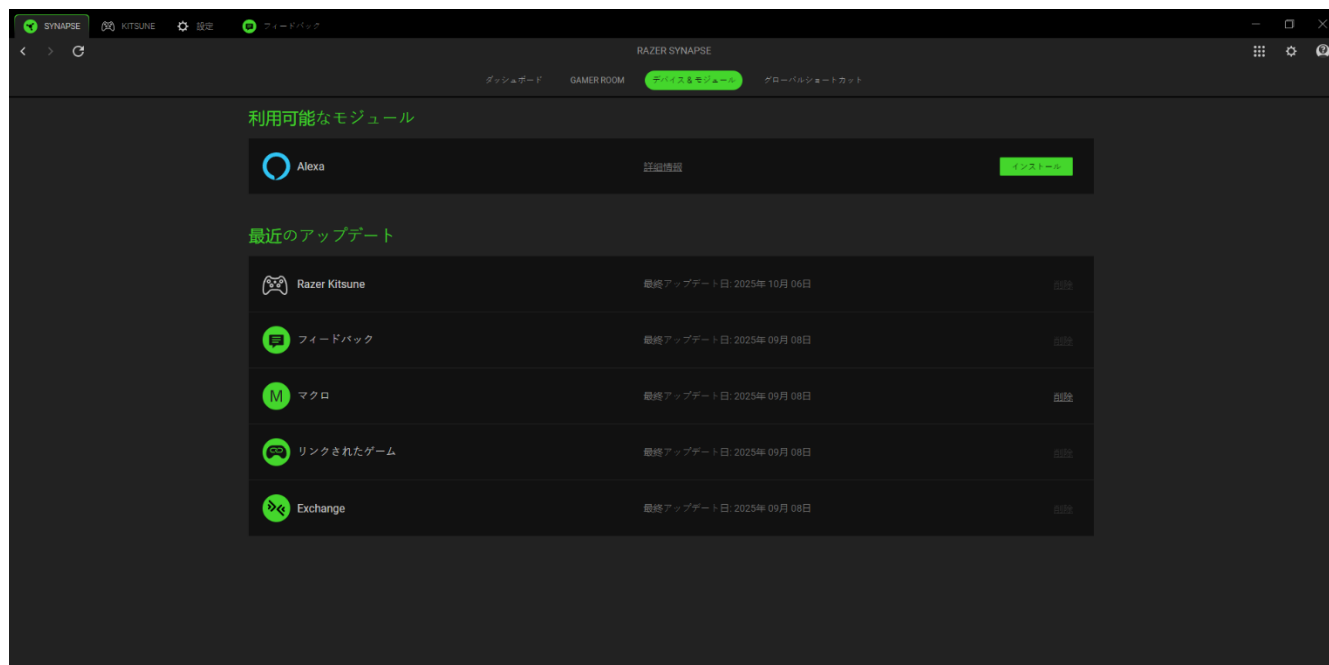 SYNAPSE KITSUNE 設定 フィードバック
RAZER SYNAPSE
ダッシュボード GAMER ROOM デバイス&モジュール グローバルショートカット
利用可能なモジュール
Alexa 詳細情報 インストール
最近のアップデート
Razer Kitsune 最終アップデート日: 2025年 10月 06日 削除
フィードバック 最終アップデート日: 2025年 09月 08日 削除
M マクロ 最終アップデート日: 2025年 09月 08日 削除
リンクされたゲーム 最終アップデート日: 2025年 09月 08日 削除
Exchange 最終アップデート日: 2025年 09月 08日 削除